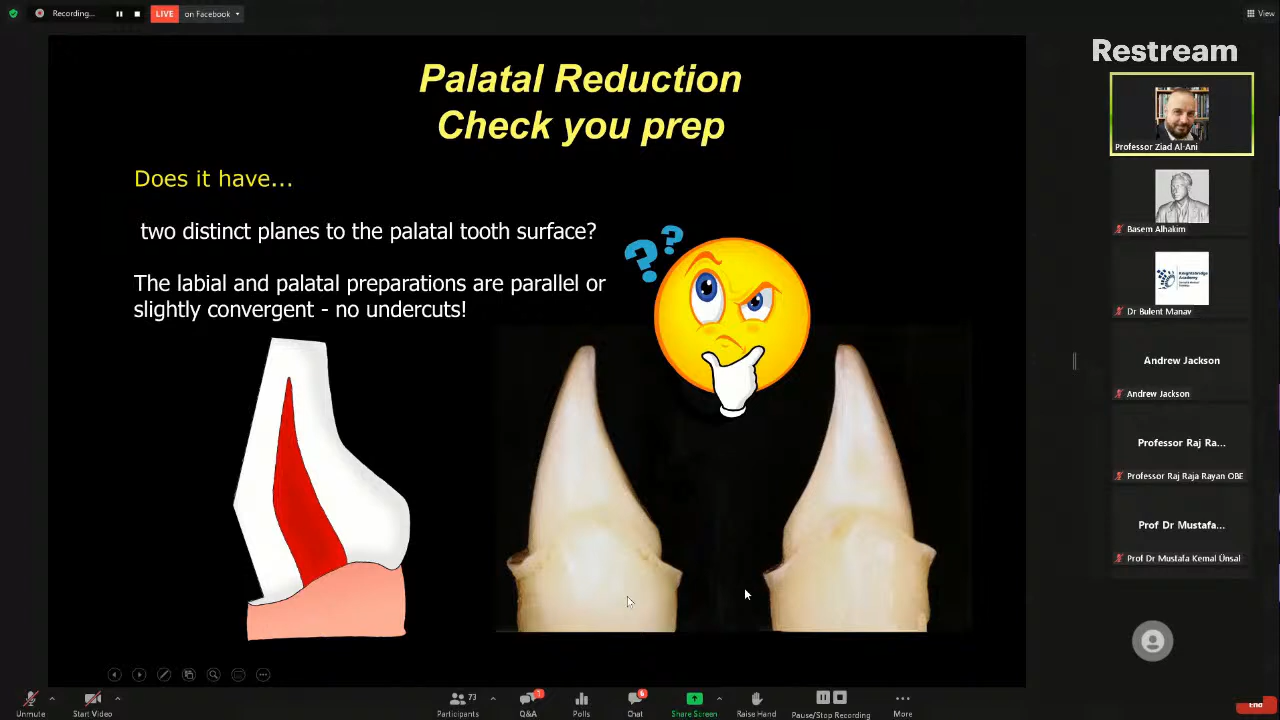 Recording...
LIVE on Facebook
View
Restream
Palatal Reduction
Check you prep
Does it have...
two distinct planes to the palatal tooth surface?
The labial and palatal preparations are parallel or
slightly convergent - no undercuts!
? ?
Professor Ziad Al-Ani
Basem Alhakim
Knightsbridge
Academy
Dr Bulent Manav
Andrew Jackson
Andrew Jackson
Professor Raj Ra...
Professor Raj Raja Rayan OBE
Prof Dr Mustafa...
Prof Dr Mustafa Kemal Ünsal
Unmute
Start Video
73
Participants
1
Q&A
Polls
6
Chat
Share Screen
Raise Hand
Pause/Stop Recording
More
End